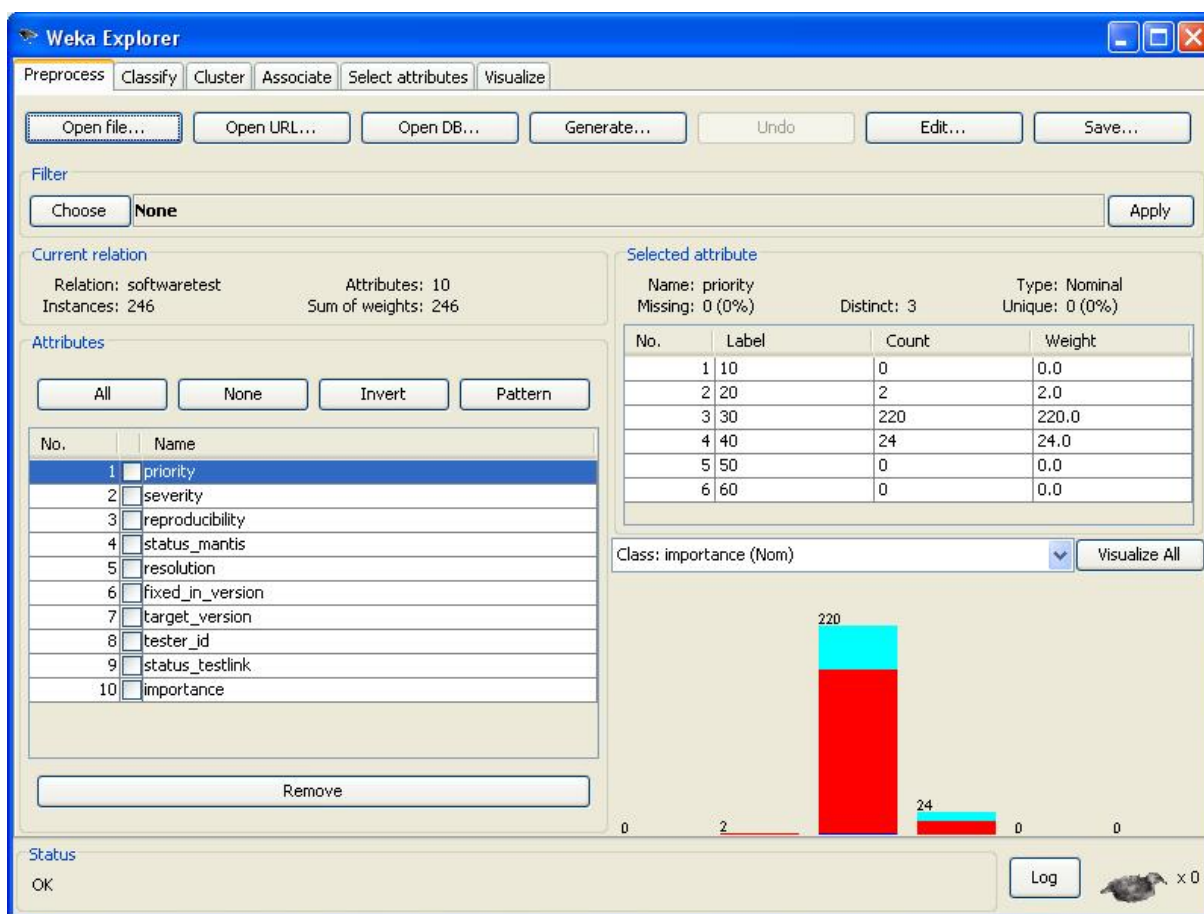 Weka Explorer
Preprocess Classify Cluster Associate Select attributes Visualize
Open file... Open URL... Open DB... Generate... Undo Edit... Save...
Filter
Choose None Apply
Current relation
Relation: softwaretest Attributes: 10
Instances: 246 Sum of weights: 246
Attributes
All None Invert Pattern
No. Name
1 priority
2 severity
3 reproducibility
4 status_mantis
5 resolution
6 fixed_in_version
7 target_version
8 tester_id
9 status_testlink
10 importance
Remove
Selected attribute
Name: priority Type: Nominal
Missing: 0 (0%) Distinct: 3 Unique: 0 (0%)
No. Label Count Weight
1 10 0 0.0
2 20 2 2.0
3 30 220 220.0
4 40 24 24.0
5 50 0 0.0
6 60 0 0.0
Class: importance (Nom) Visualize All
220
24
0 2 0 0
Status
OK
Log x 0